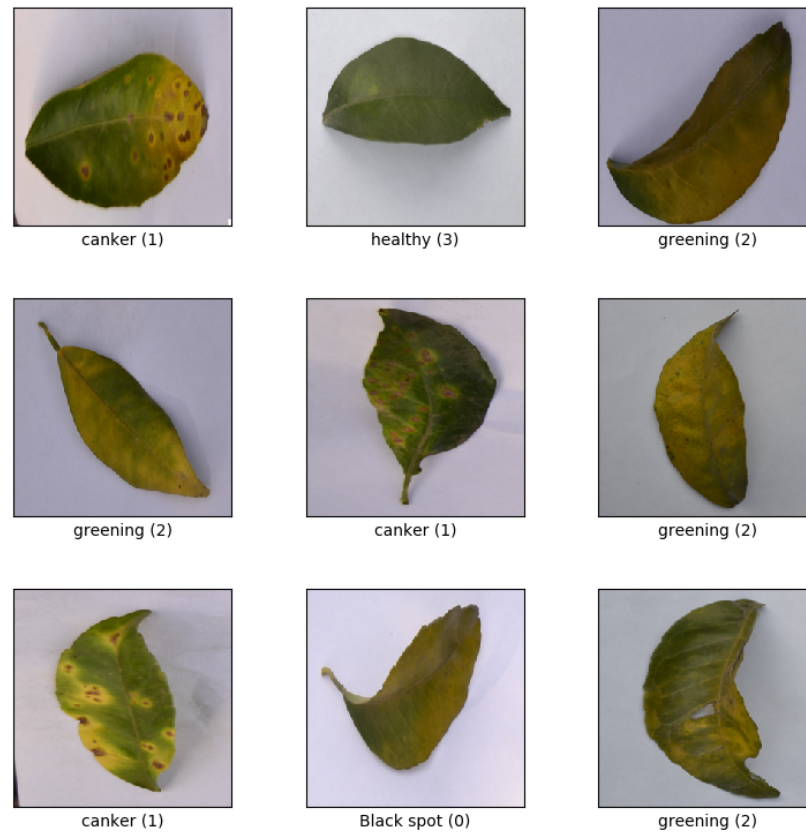 canker (1)
healthy (3)
greening (2)
greening (2)
canker (1)
greening (2)
canker (1)
Black spot (0)
greening (2)